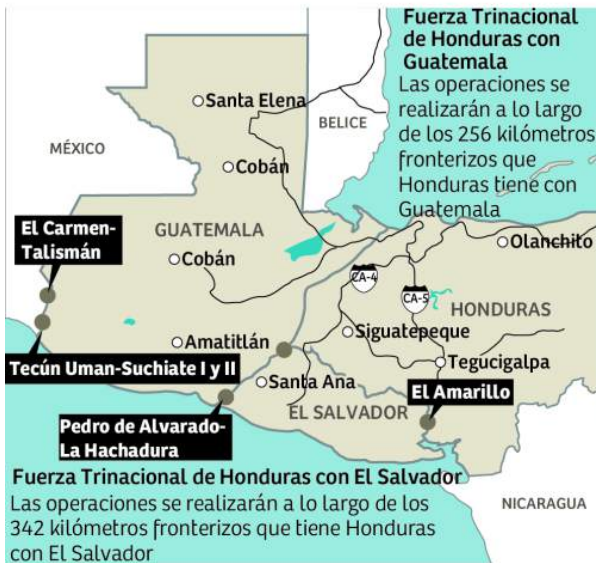 Fuerza Trinacional
de Honduras con
Guatemala
Las operaciones se
realizarán a lo largo
de los 256 kilómetros
fronterizos que
Honduras tiene con
Guatemala
Santa Elena
BELICE
MÉXICO
Cobán
El Carmen-
Talismán
GUATEMALA
Cobán
Olanchito
CA-4
CA-5
HONDURAS
Amatitlán
Siguatepeque
Tecún Uman-Suchiate I y II
Tegucigalpa
Santa Ana
El Amarillo
EL SALVADOR
Pedro de Alvarado-
La Hachadura
Fuerza Trinacional de Honduras con El Salvador
Las operaciones se realizarán a lo largo de los
342 kilómetros fronterizos que tiene Honduras
con El Salvador
NICARAGUA